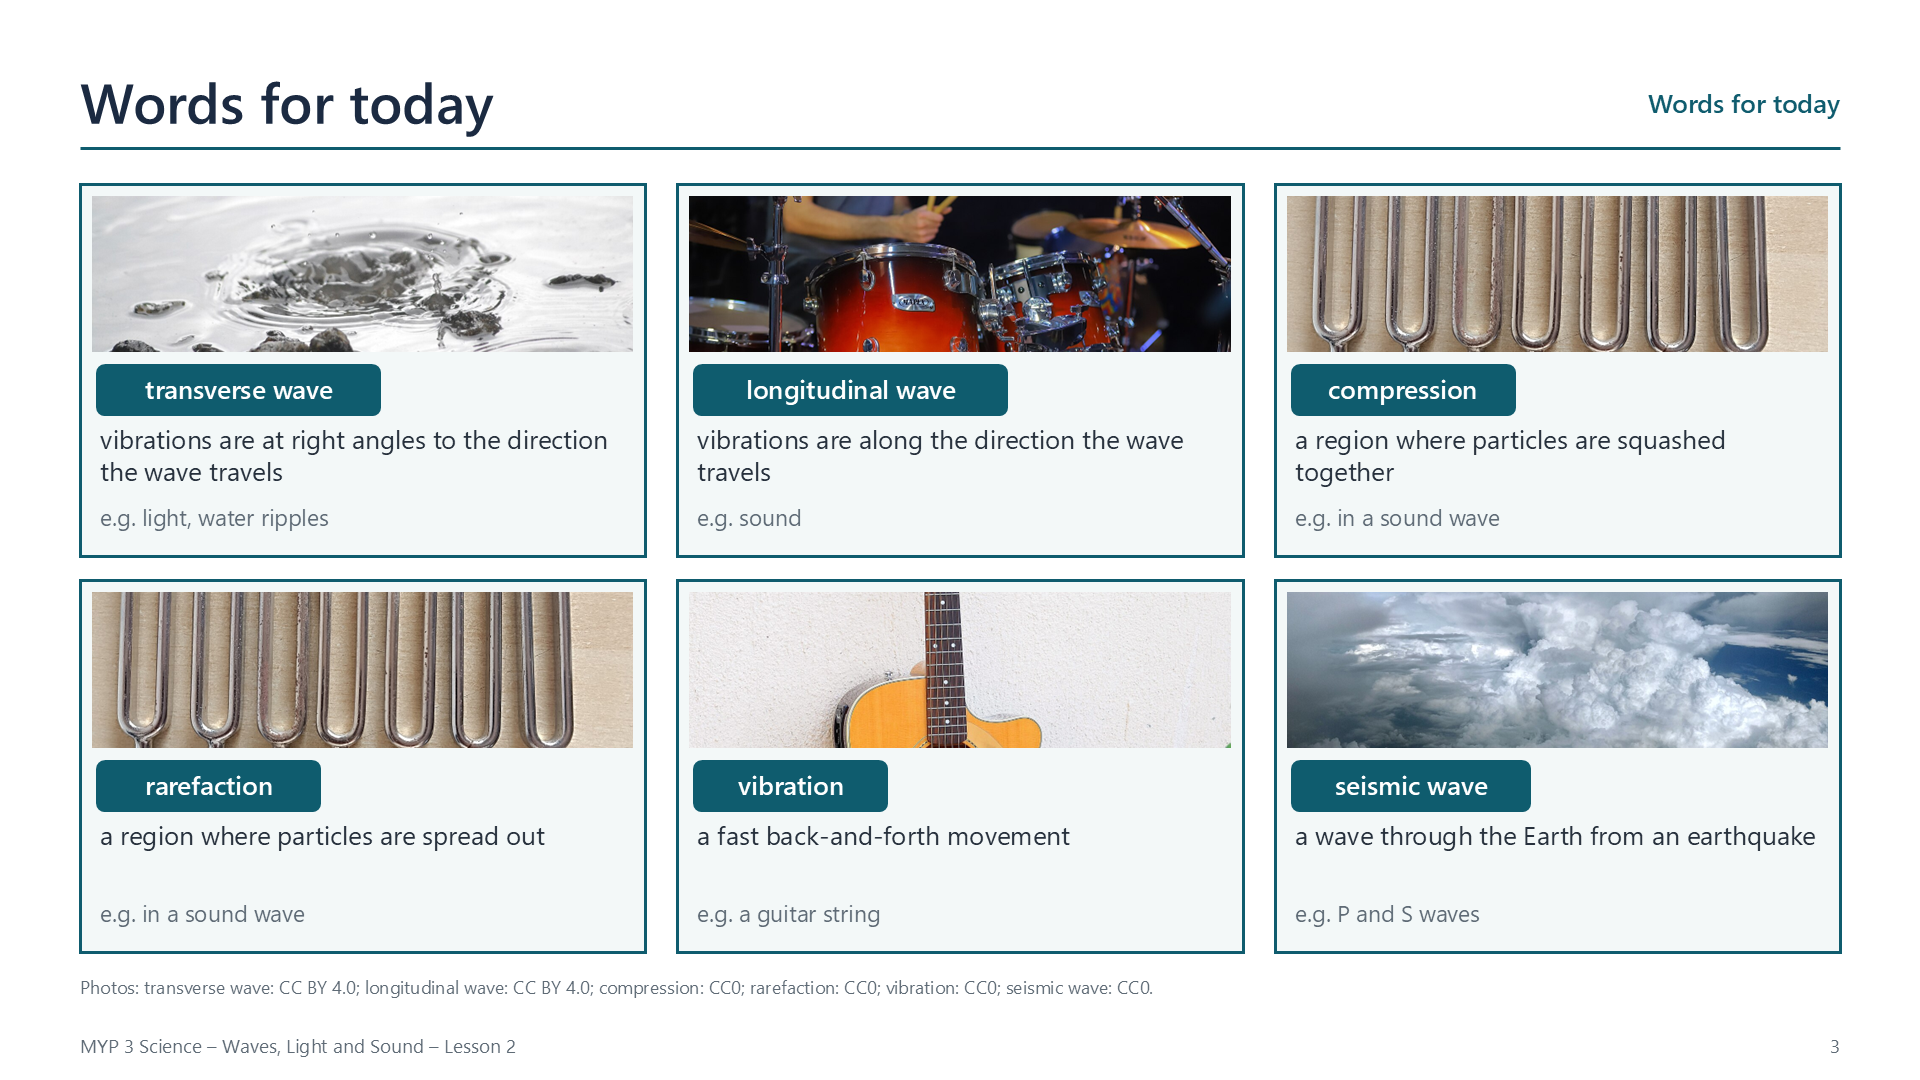 Words for today
Words for today
transverse wave
vibrations are at right angles to the direction
the wave travels
e.g. light, water ripples
longitudinal wave
vibrations are along the direction the wave
travels
e.g. sound
compression
a region where particles are squashed
together
e.g. in a sound wave
rarefaction
a region where particles are spread out
e.g. in a sound wave
vibration
a fast back-and-forth movement
e.g. a guitar string
seismic wave
a wave through the Earth from an earthquake
e.g. P and S waves
Photos: transverse wave: CC BY 4.0; longitudinal wave: CC BY 4.0; compression: CC0; rarefaction: CC0; vibration: CC0; seismic wave: CC0.
MYP 3 Science – Waves, Light and Sound – Lesson 2
3